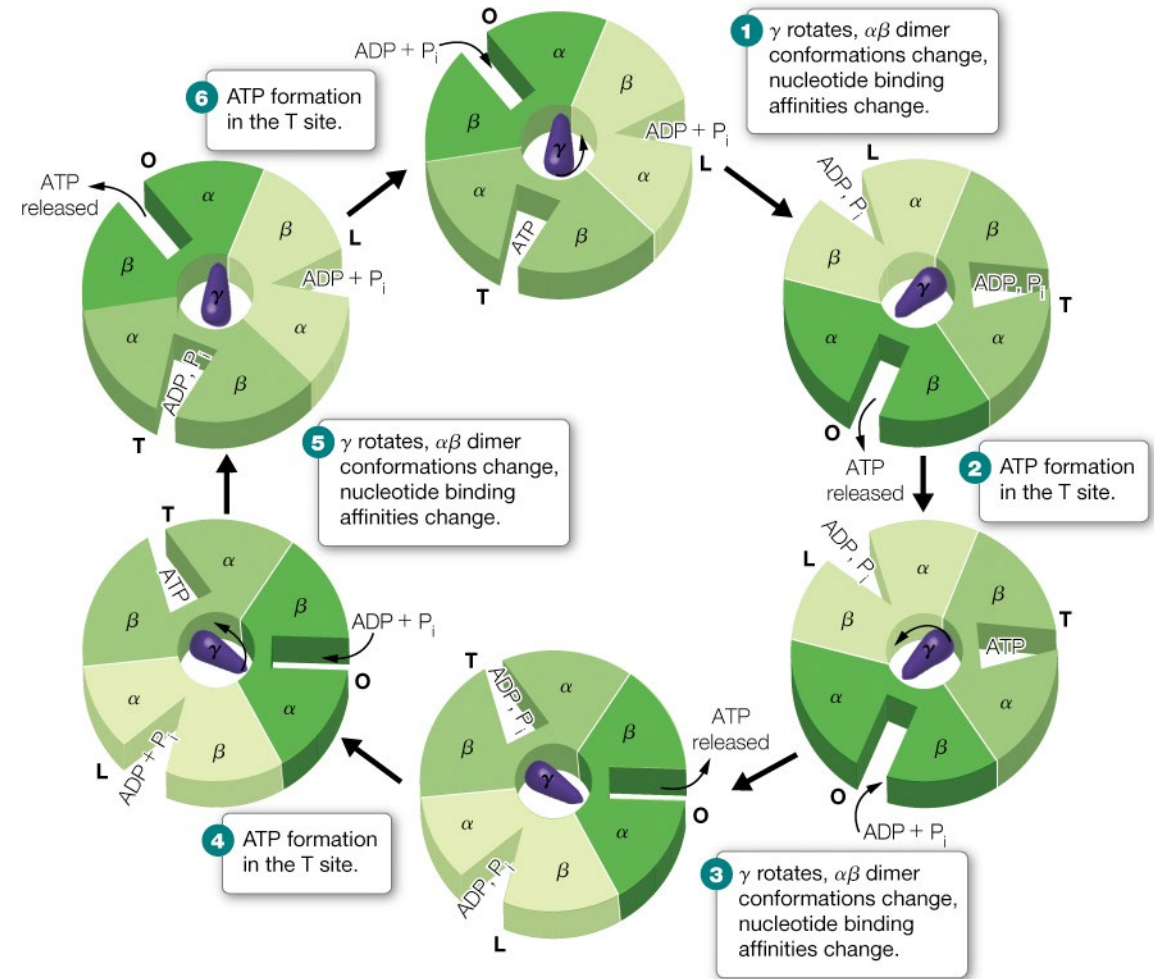 O
ADP + Pi
α
β
β
ADP + Pi
γ
L
α
α
ATP
β
T
1 γ rotates, αβ dimer
conformations change,
nucleotide binding
affinities change.
6 ATP formation
in the T site.
O
ATP
released
α
β
L
β
ADP + Pi
γ
α
α
ADP, Pi
β
T
L
ADP, Pi
α
β
β
ADP, Pi
T
γ
α
α
β
O
ATP
released
2 ATP formation
in the T site.
5 γ rotates, αβ dimer
conformations change,
nucleotide binding
affinities change.
ADP, Pi
L
α
β
T
β
ATP
γ
α
α
β
O
ADP + Pi
T
α
ATP
β
β
ADP + Pi
γ
O
α
α
L
ADP + Pi
β
T
ADP, Pi
α
ATP
released
β
β
γ
O
α
α
ADP, Pi
β
L
4 ATP formation
in the T site.
3 γ rotates, αβ dimer
conformations change,
nucleotide binding
affinities change.